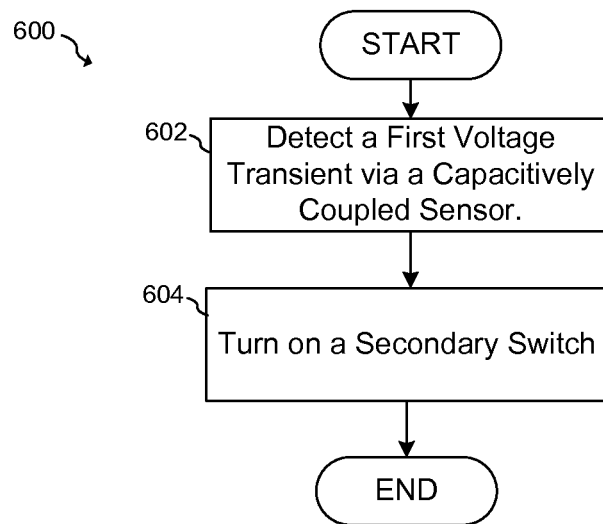 600
START
602
Detect a First Voltage
Transient via a Capacitively
Coupled Sensor.
604
Turn on a Secondary Switch
END